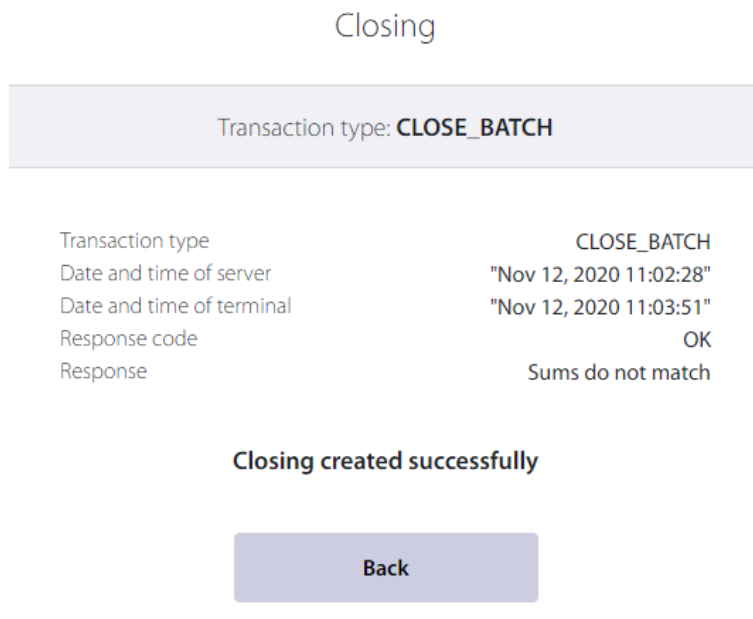 Closing
Transaction type: CLOSE_BATCH
Transaction type CLOSE_BATCH
Date and time of server "Nov 12, 2020 11:02:28"
Date and time of terminal "Nov 12, 2020 11:03:51"
Response code OK
Response Sums do not match
Closing created successfully
Back